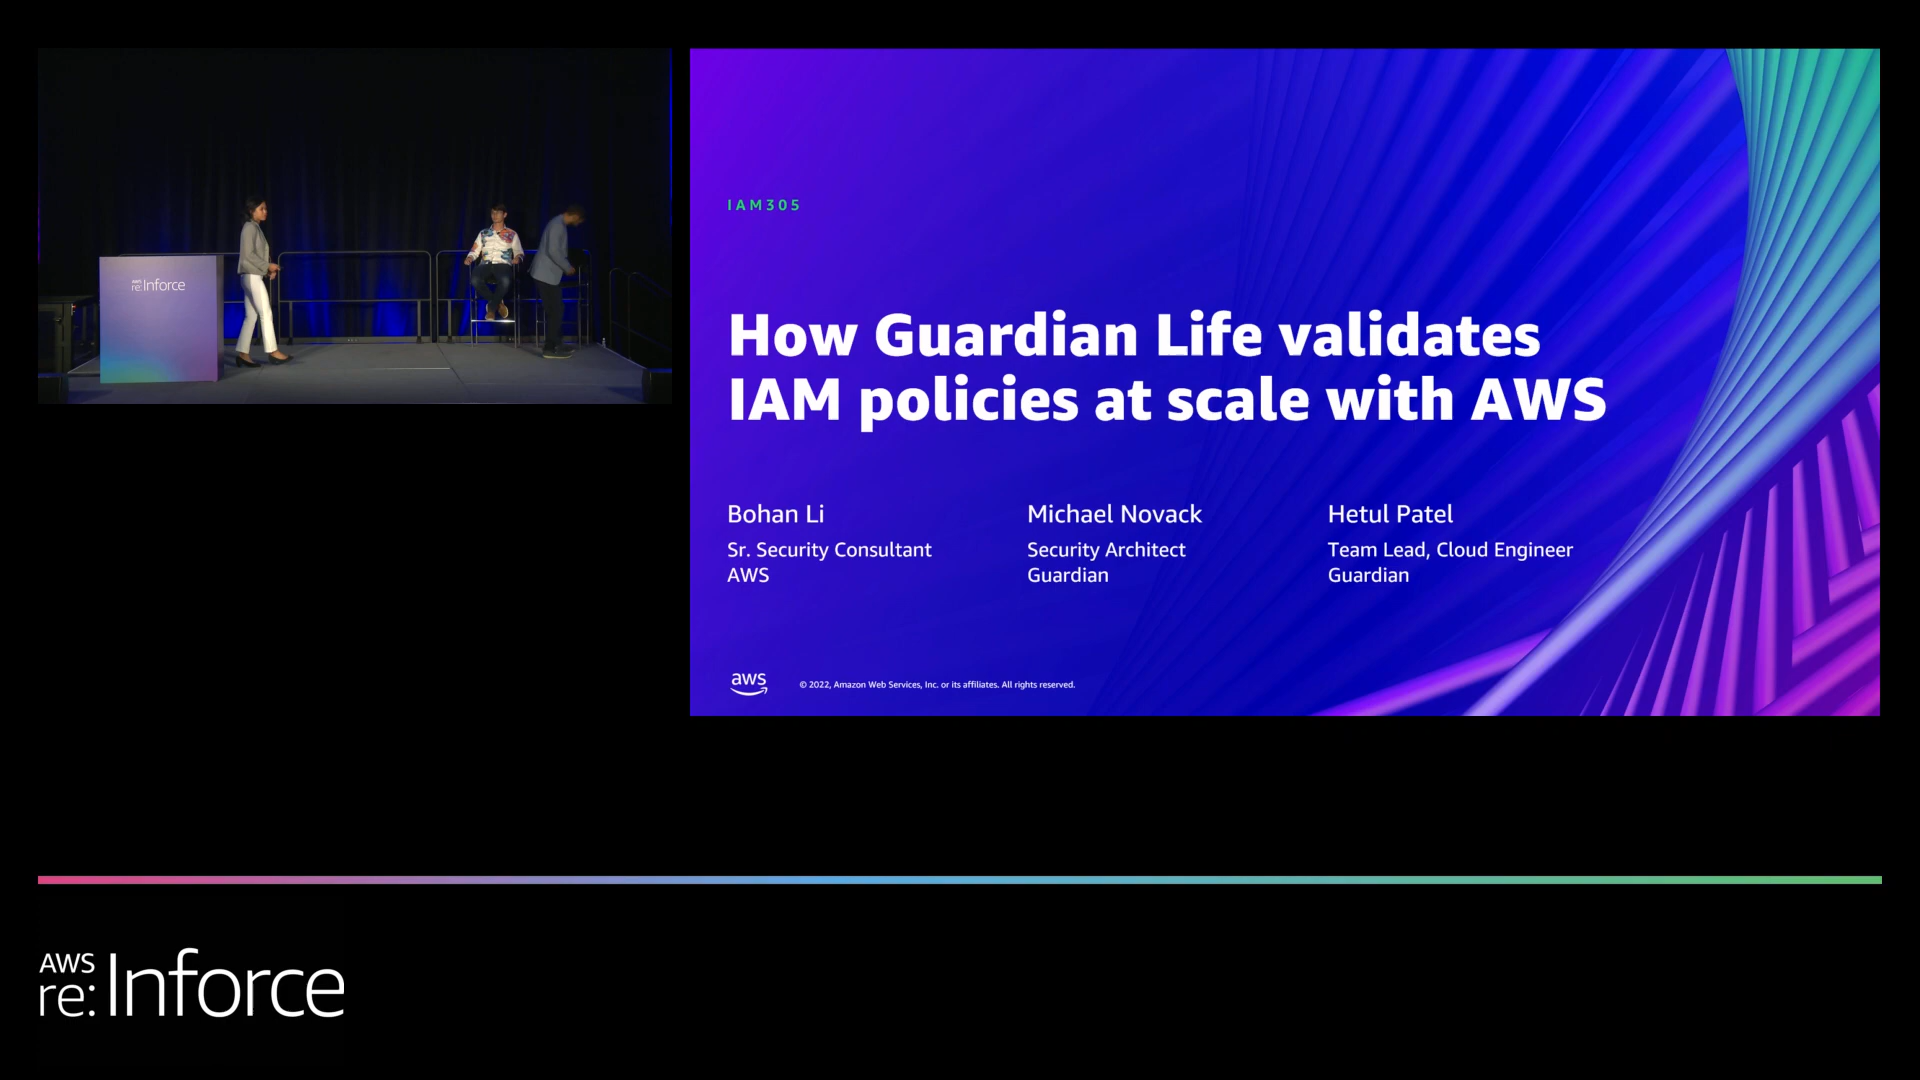 AWS
re:Inforce
IAM305
How Guardian Life validates
IAM policies at scale with AWS
Bohan Li
Sr. Security Consultant
AWS
Michael Novack
Security Architect
Guardian
Hetul Patel
Team Lead, Cloud Engineer
Guardian
aws
© 2022, Amazon Web Services, Inc. or its affiliates. All rights reserved.
AWS
re:Inforce